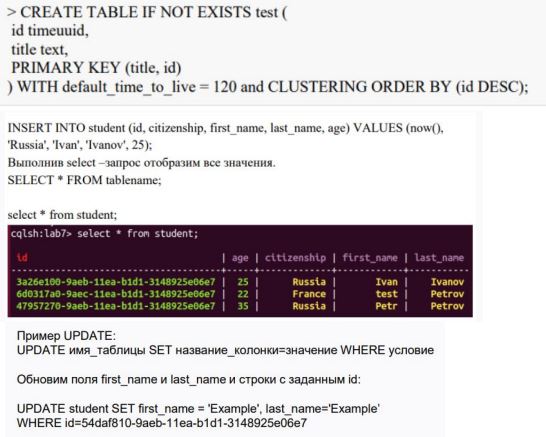 > CREATE TABLE IF NOT EXISTS test (
id timeuuid,
title text,
PRIMARY KEY (title, id)
) WITH default_time_to_live = 120 and CLUSTERING ORDER BY (id DESC);
INSERT INTO student (id, citizenship, first_name, last_name, age) VALUES (now(),
'Russia', 'Ivan', 'Ivanov', 25);
Выполнив select –запрос отобразим все значения.
SELECT * FROM tablename;
select * from student;
cqlsh:lab7> select * from student;
id | age | citizenship | first_name | last_name
3a26e100-9aeb-11ea-b1d1-3148925e06e7 | 25 | Russia | Ivan | Ivanov
6d0317a0-9aec-11ea-b1d1-3148925e06e7 | 22 | France | test | Petrov
47957270-9aeb-11ea-b1d1-3148925e06e7 | 35 | Russia | Petr | Petrov
Пример UPDATE:
UPDATE имя_таблицы SET название_колонки=значение WHERE условие
Обновим поля first_name и last_name и строки с заданным id:
UPDATE student SET first_name = 'Example', last_name='Example'
WHERE id=54daf810-9aeb-11ea-b1d1-3148925e06e7